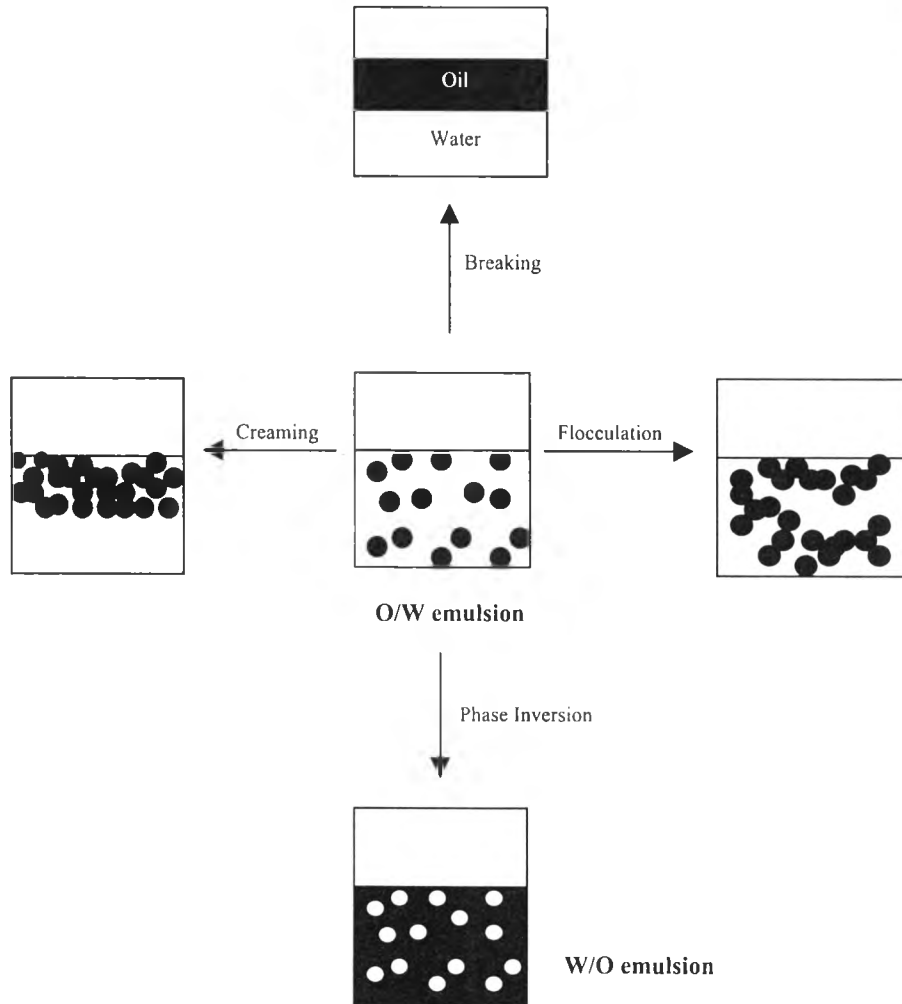 Oil
Water
Breaking
Creaming
Flocculation
O/W emulsion
Phase Inversion
W/O emulsion